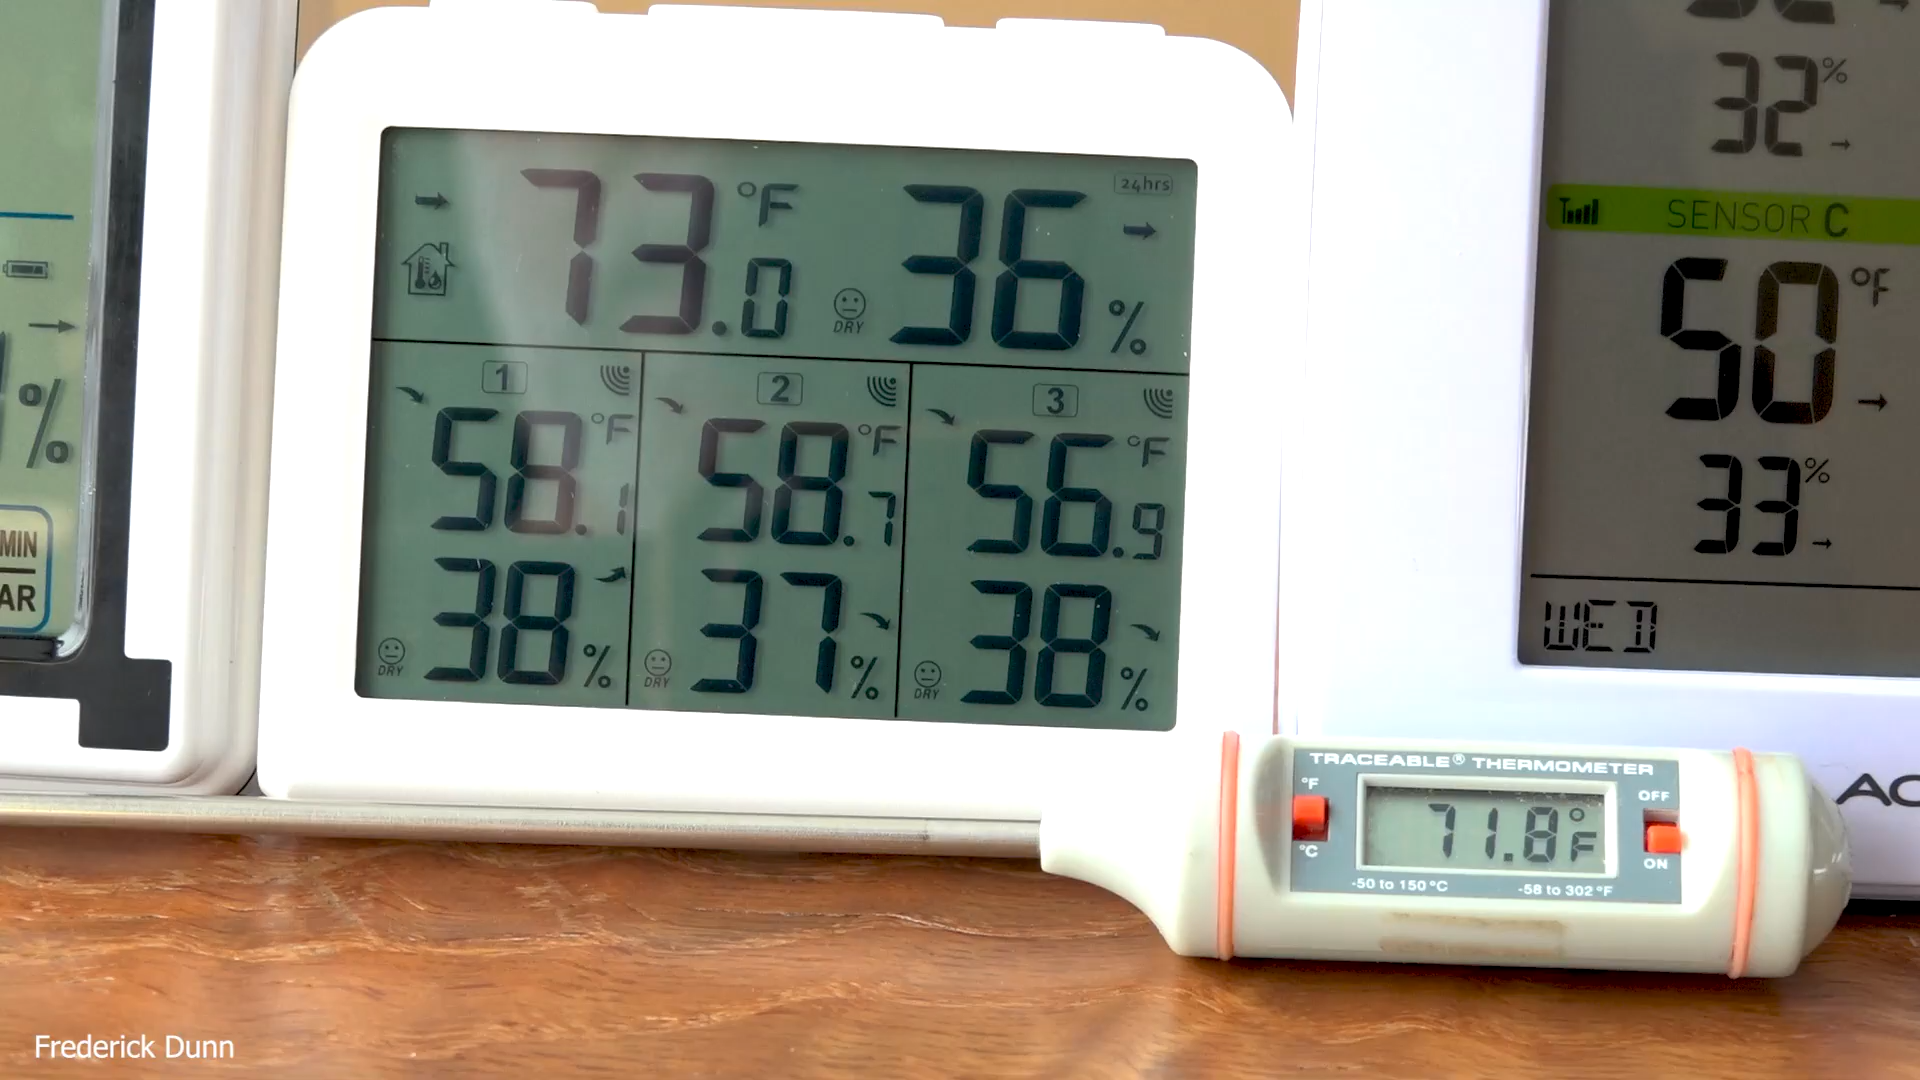 %
MIN
AR
24hrs
73.0 °F
36 %
DRY
1
58.1 °F
38 %
DRY
2
58.7 °F
37 %
DRY
3
56.9 °F
38 %
DRY
32 %
SENSOR C
50 °F
33 %
WED
AC
TRACEABLE® THERMOMETER
°F
°C
71.8 °F
OFF
ON
-50 to 150 °C
-58 to 302 °F
Frederick Dunn